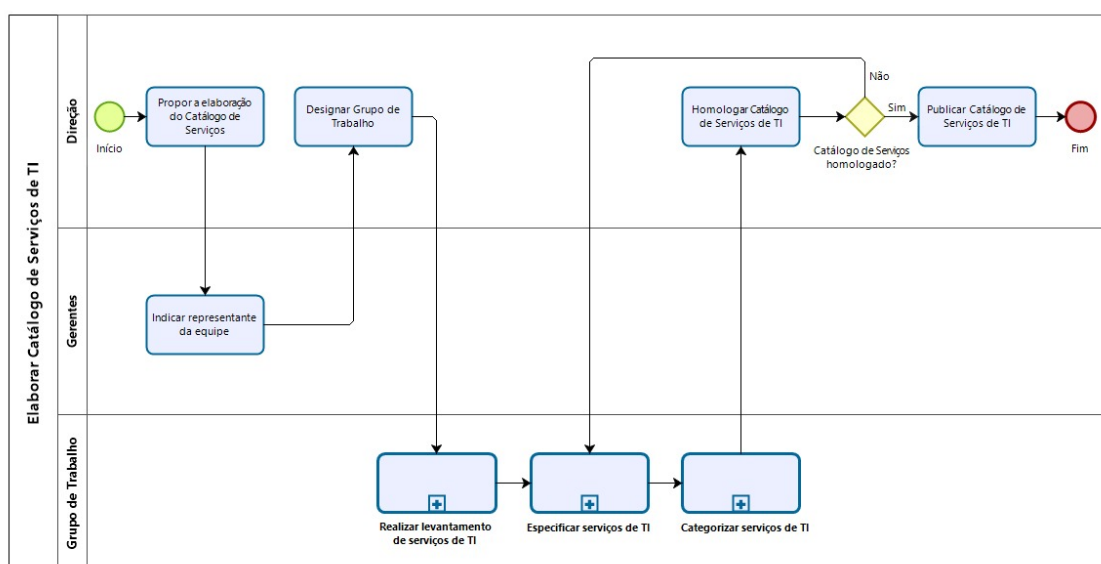 Elaborar Catálogo de Serviços de TI
Direção
Início
Propor a elaboração
do Catálogo de
Serviços
Designar Grupo de
Trabalho
Homologar Catálogo
de Serviços de TI
Não
Sim
Catálogo de Serviços
homologado?
Publicar Catálogo de
Serviços de TI
Fim
Gerentes
Indicar representante
da equipe
Grupo de Trabalho
Realizar levantamento
de serviços de TI
Especificar serviços de TI
Categorizar serviços de TI